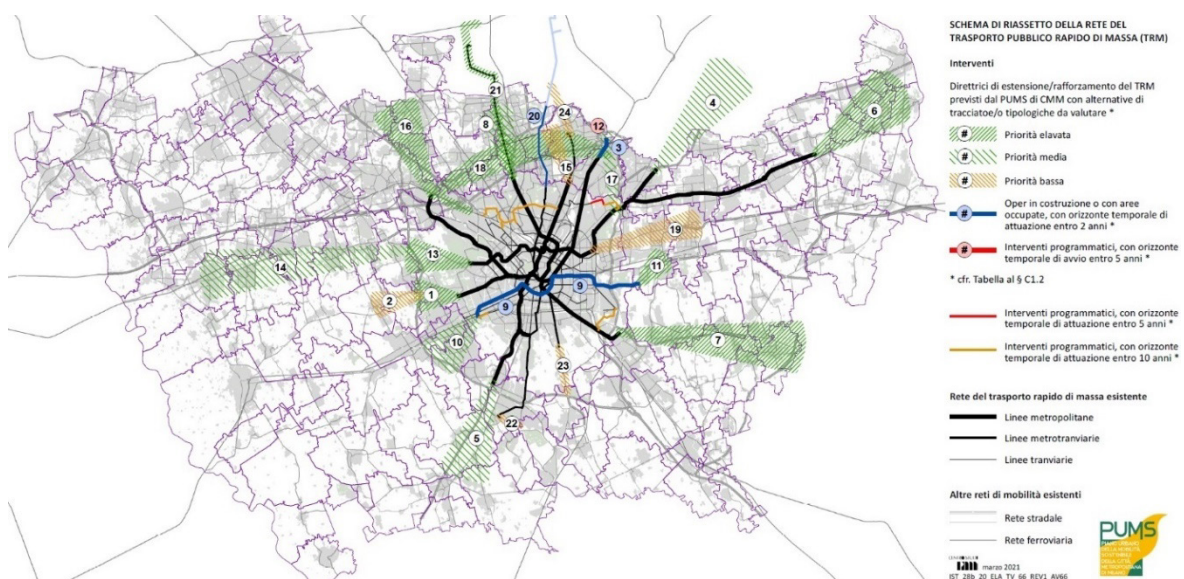 SCHEMA DI RIASSETTO DELLA RETE DEL
TRASPORTO PUBBLICO RAPIDO DI MASSA (TRM)
Interventi
Direttrici di estensione/rafforzamento del TRM
previsti dal PUMS di CMM con alternative di
tracciatoe/o tipologiche da valutare *
# Priorità elavata
# Priorità media
# Priorità bassa
# Oper in costruzione o con aree
occupate, con orizzonte temporale di
attuazione entro 2 anni *
# Interventi programmatici, con orizzonte
temporale di avvio entro 5 anni *
* cfr. Tabella al § C1.2
Interventi programmatici, con orizzonte
temporale di attuazione entro 5 anni *
Interventi programmatici, con orizzonte
temporale di attuazione entro 10 anni *
Rete del trasporto rapido di massa esistente
Linee metropolitane
Linee metrotranviarie
Linee tranviarie
Altre reti di mobilità esistenti
Rete stradale
Rete ferroviaria
PUMS
marzo 2021
IST_28b_20_ELA_TV_66_REV1_AV66
21
4
6
20
24
16
8
12
3
18
15
17
19
13
14
11
1
2
9
9
10
7
23
5
22